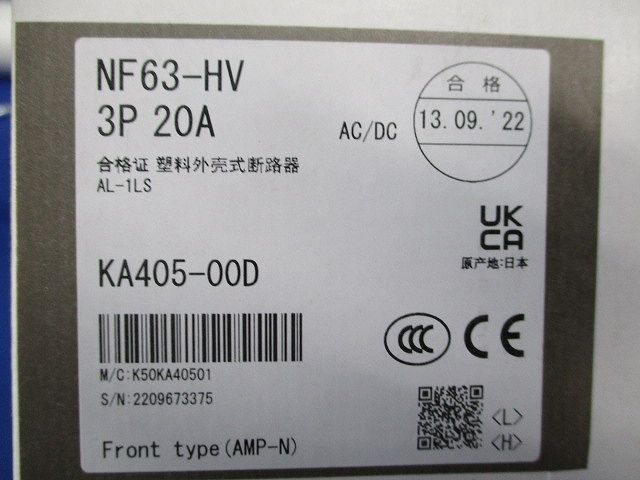 NF63-HV
3P 20A
AC/DC
合格
13.09.'22
合格证 塑料外壳式断路器
AL-1LS
UK
CA
原产地:日本
KA405-00D
CCC CE
M/C:K50KA40501
S/N:2209673375
<L>
<H>
Front type(AMP-N)